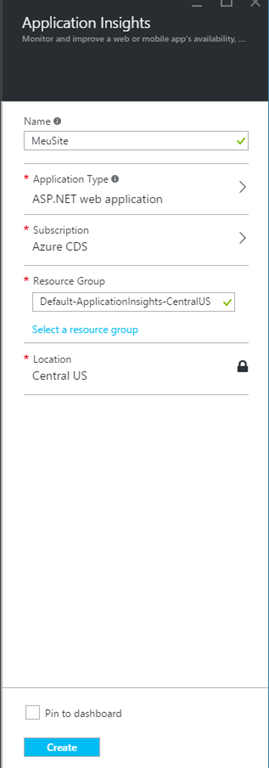 Application Insights
Monitor and improve a web or mobile app's availability, ...
Name
MeuSite
* Application Type
ASP.NET web application
* Subscription
Azure CDS
* Resource Group
Default-ApplicationInsights-CentralUS
Select a resource group
* Location
Central US
Pin to dashboard
Create